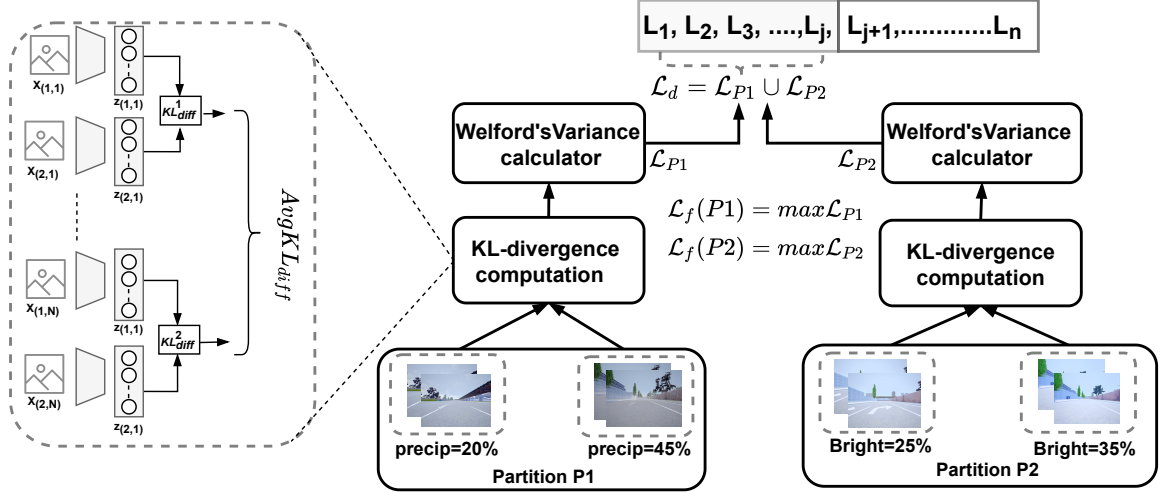 L1, L2, L3, ....,Lj, Lj+1,.............Ln
ℒd = ℒP1 ∪ ℒP2
x(1,1)
z(1,1)
KL1diff
x(2,1)
z(2,1)
x(1,N)
z(1,1)
KL2diff
x(2,N)
z(2,1)
AvgKLdiff
Welford'sVariance
calculator
ℒP1
ℒP2
Welford'sVariance
calculator
ℒf(P1) = maxℒP1
ℒf(P2) = maxℒP2
KL-divergence
computation
KL-divergence
computation
precip=20%
precip=45%
Partition P1
Bright=25%
Bright=35%
Partition P2